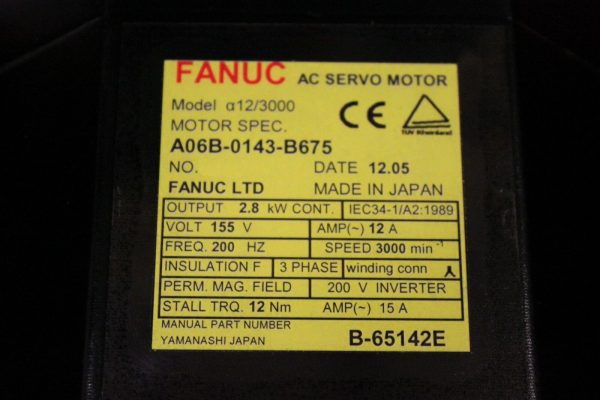 FANUC AC SERVO MOTOR
Model α12/3000
MOTOR SPEC.
CE
TUV Rheinland
A06B-0143-B675
NO. DATE 12.05
FANUC LTD MADE IN JAPAN
OUTPUT 2.8 kW CONT. IEC34-1/A2:1989
VOLT 155 V AMP(~) 12 A
FREQ. 200 HZ SPEED 3000 min⁻¹
INSULATION F 3 PHASE winding conn
PERM. MAG. FIELD 200 V INVERTER
STALL TRQ. 12 Nm AMP(~) 15 A
MANUAL PART NUMBER
YAMANASHI JAPAN B-65142E